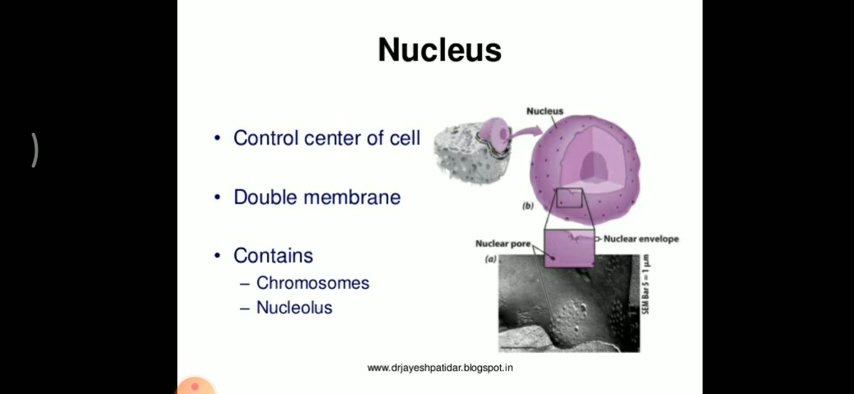 Nucleus
• Control center of cell
• Double membrane
• Contains
– Chromosomes
– Nucleolus
Nucleus
(b)
Nuclear pore
Nuclear envelope
(a)
SEM Bar 5 = 1 μm
www.drjayeshpatidar.blogspot.in